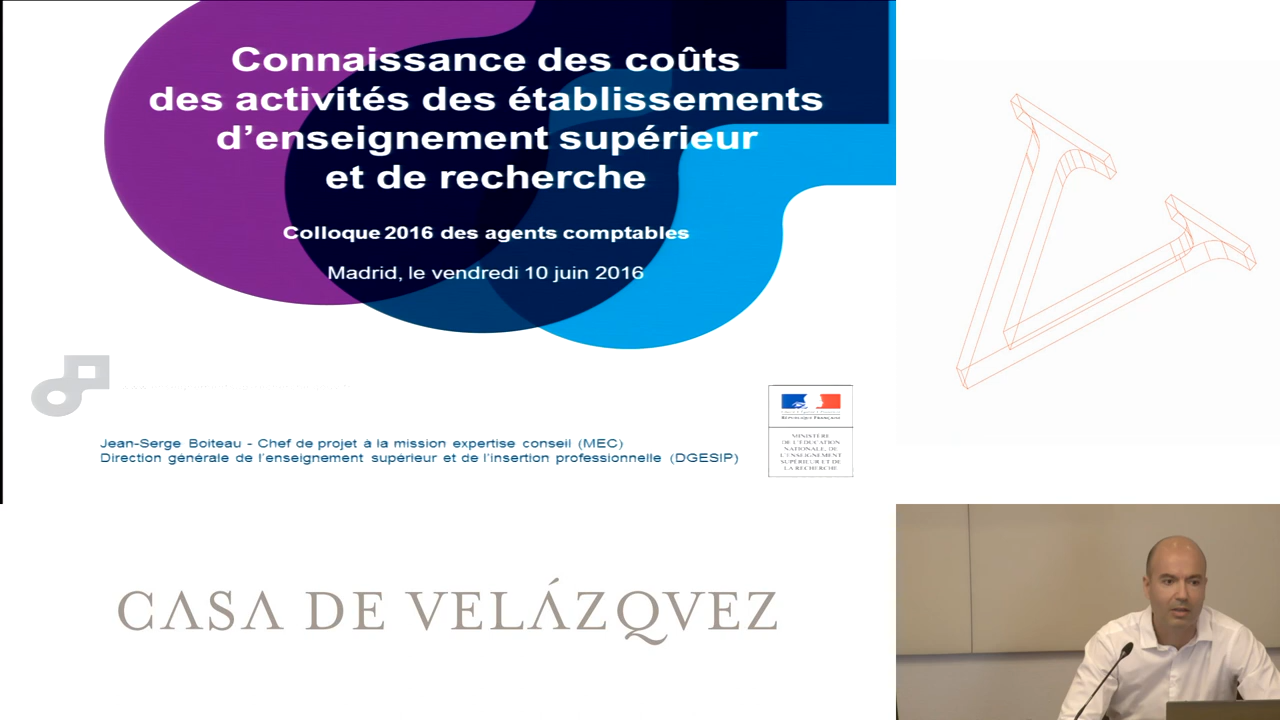 Connaissance des coûts
des activités des établissements
d'enseignement supérieur
et de recherche
Colloque 2016 des agents comptables
Madrid, le vendredi 10 juin 2016
RÉPUBLIQUE FRANÇAISE
MINISTÈRE
DE L'ÉDUCATION
NATIONALE, DE
L'ENSEIGNEMENT
SUPÉRIEUR ET DE
LA RECHERCHE
Jean-Serge Boiteau - Chef de projet à la mission expertise conseil (MEC)
Direction générale de l'enseignement supérieur et de l'insertion professionnelle (DGESIP)
CASA DE VELÁZQVEZ